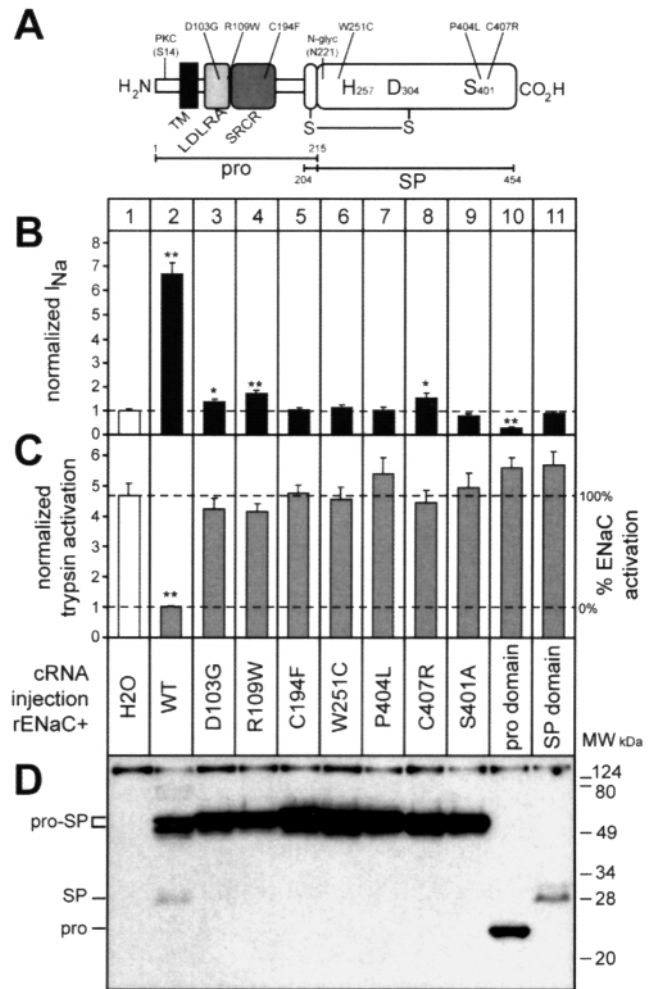 A
D103G R109W C194F W251C P404L C407R
PKC (S14)
N-glyc (N221)
H2N
H257 D304 S401
CO2H
TM
LDLRA
SRCR
S S
1 215
pro
204 454
SP
1 2 3 4 5 6 7 8 9 10 11
B
normalized INa
8
7
6
5
4
3
2
1
0
** * ** * **
C
normalized trypsin activation
6
5
4
3
2
1
0
**
100%
0%
% ENaC activation
cRNA injection rENaC+
H2O
WT
D103G
R109W
C194F
W251C
P404L
C407R
S401A
pro domain
SP domain
MW kDa
D
pro-SP
SP
pro
124
80
49
34
28
20